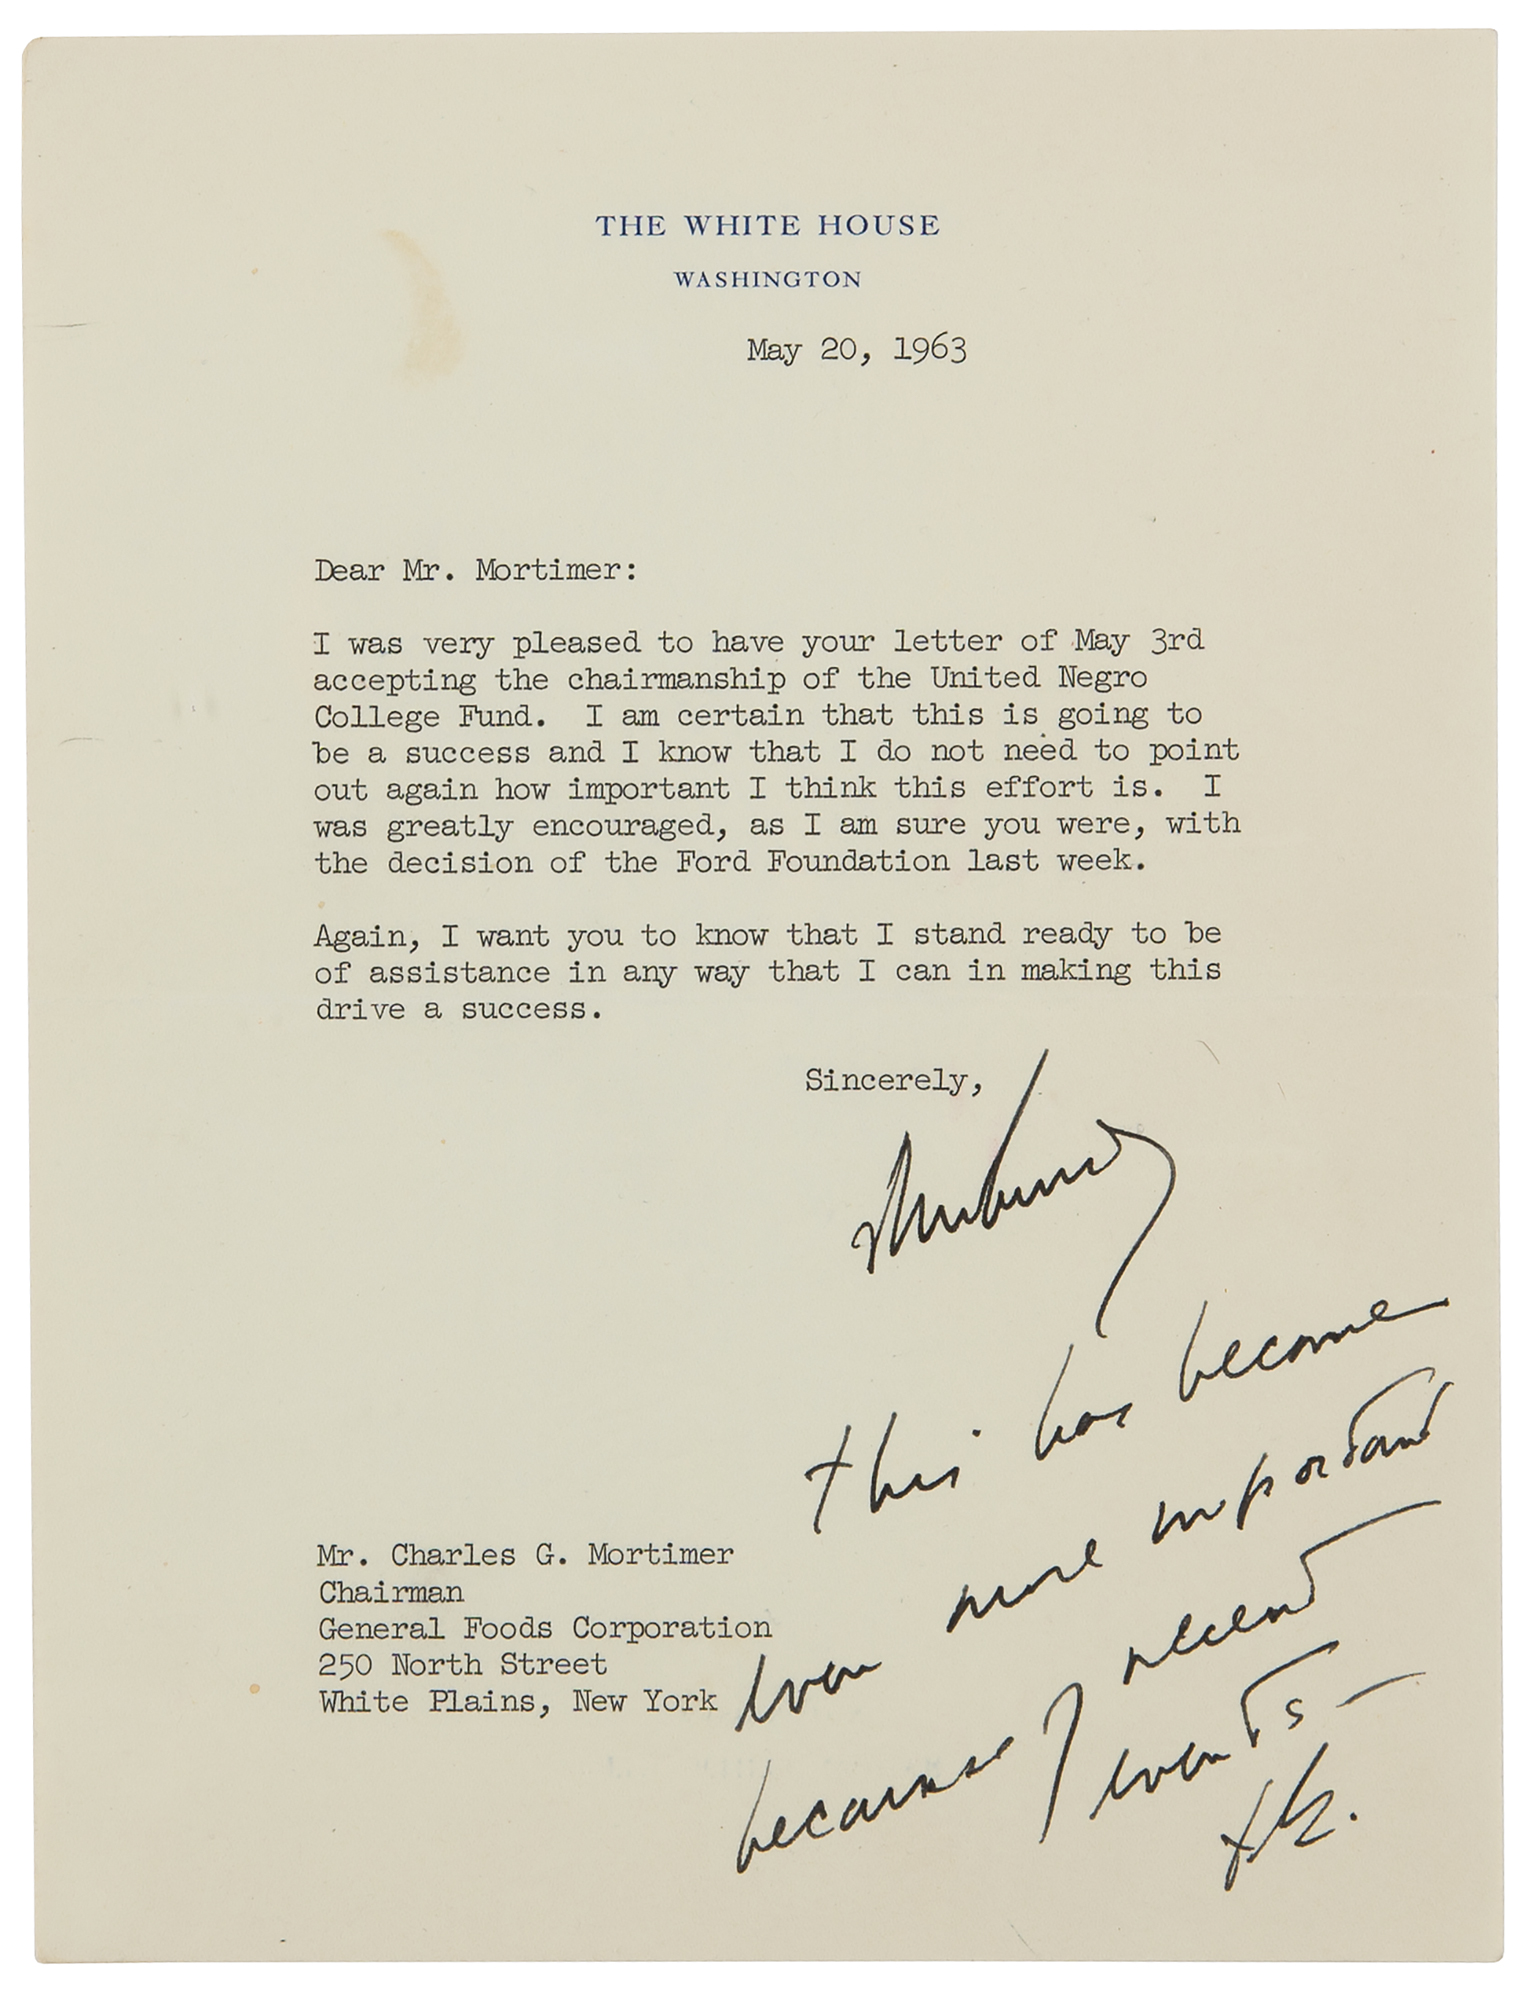 THE WHITE HOUSE
WASHINGTON
May 20, 1963
Dear Mr. Mortimer:
I was very pleased to have your letter of May 3rd
accepting the chairmanship of the United Negro
College Fund.  I am certain that this is going to
be a success and I know that I do not need to point
out again how important I think this effort is.  I
was greatly encouraged, as I am sure you were, with
the decision of the Ford Foundation last week.
Again, I want you to know that I stand ready to be
of assistance in any way that I can in making this
drive a success.
Sincerely,
this has become
even more important
because of recent
events —
Mr. Charles G. Mortimer
Chairman
General Foods Corporation
250 North Street
White Plains, New York